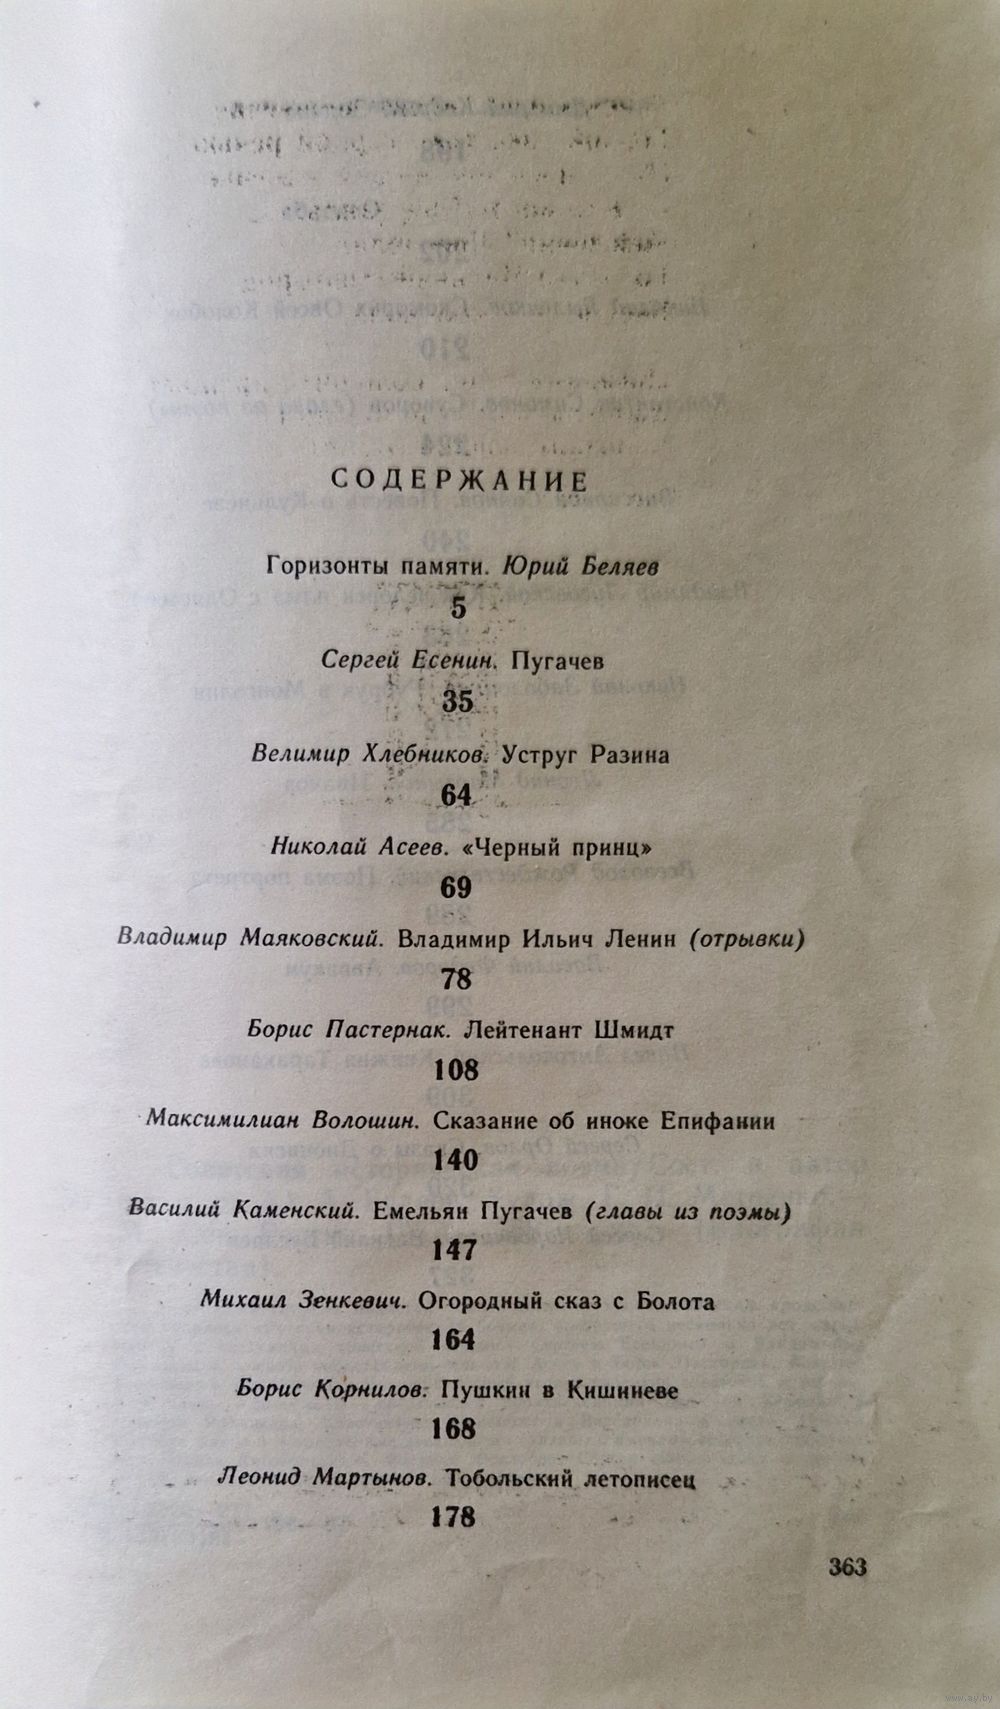 СОДЕРЖАНИЕ
Горизонты памяти. Юрий Беляев
5
Сергей Есенин. Пугачев
35
Велимир Хлебников. Уструг Разина
64
Николай Асеев. «Черный принц»
69
Владимир Маяковский. Владимир Ильич Ленин (отрывки)
78
Борис Пастернак. Лейтенант Шмидт
108
Максимилиан Волошин. Сказание об иноке Епифании
140
Василий Каменский. Емельян Пугачев (главы из поэмы)
147
Михаил Зенкевич. Огородный сказ с Болота
164
Борис Корнилов. Пушкин в Кишиневе
168
Леонид Мартынов. Тобольский летописец
178
363
www.ay.by